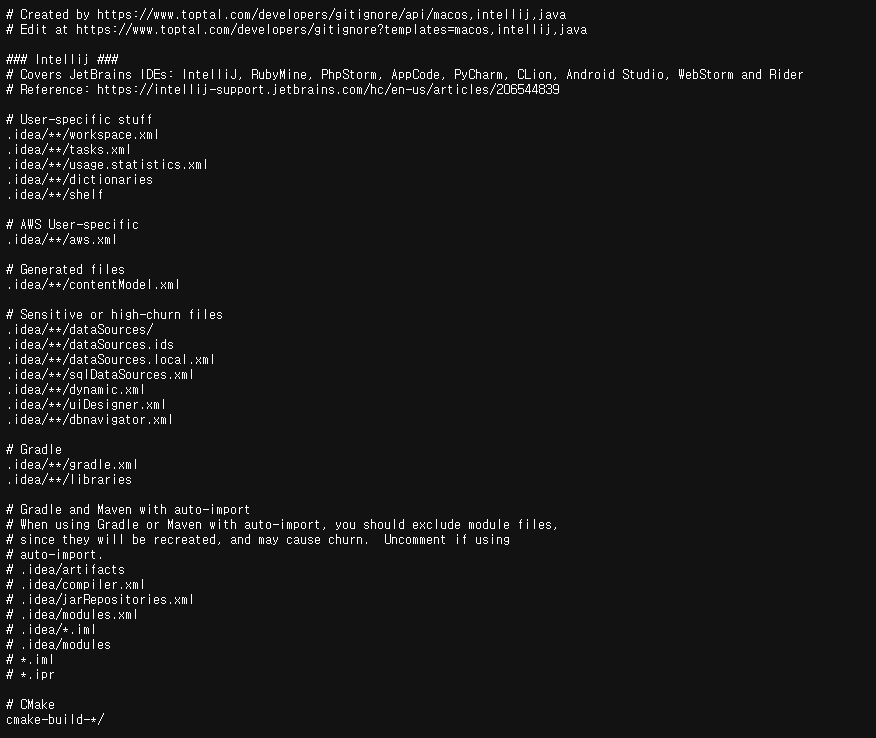 # Created by https://www.toptal.com/developers/gitignore/api/macos,intellij,java
# Edit at https://www.toptal.com/developers/gitignore?templates=macos,intellij,java

### Intellij ###
# Covers JetBrains IDEs: IntelliJ, RubyMine, PhpStorm, AppCode, PyCharm, CLion, Android Studio, WebStorm and Rider
# Reference: https://intellij-support.jetbrains.com/hc/en-us/articles/206544839

# User-specific stuff
.idea/**/workspace.xml
.idea/**/tasks.xml
.idea/**/usage.statistics.xml
.idea/**/dictionaries
.idea/**/shelf

# AWS User-specific
.idea/**/aws.xml

# Generated files
.idea/**/contentModel.xml

# Sensitive or high-churn files
.idea/**/dataSources/
.idea/**/dataSources.ids
.idea/**/dataSources.local.xml
.idea/**/sqlDataSources.xml
.idea/**/dynamic.xml
.idea/**/uiDesigner.xml
.idea/**/dbnavigator.xml

# Gradle
.idea/**/gradle.xml
.idea/**/libraries

# Gradle and Maven with auto-import
# When using Gradle or Maven with auto-import, you should exclude module files,
# since they will be recreated, and may cause churn.  Uncomment if using
# auto-import.
# .idea/artifacts
# .idea/compiler.xml
# .idea/jarRepositories.xml
# .idea/modules.xml
# .idea/*.iml
# .idea/modules
# *.iml
# *.ipr

# CMake
cmake-build-*/